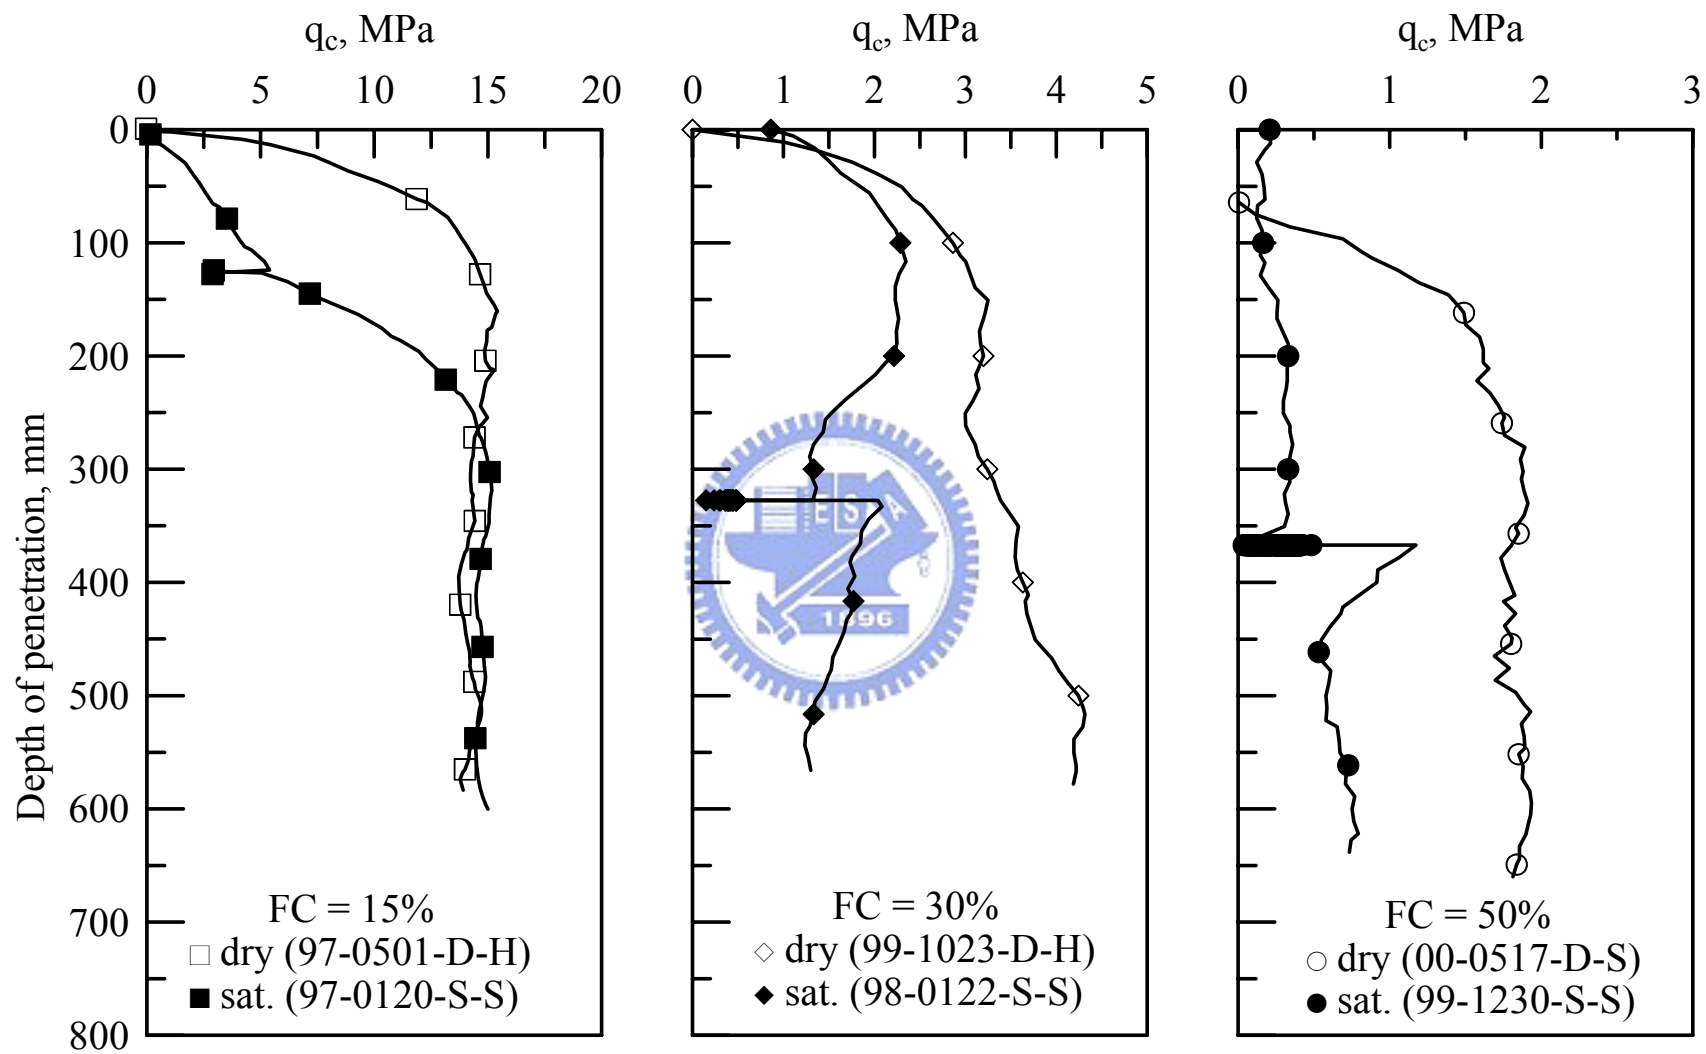 qc, MPa
0 5 10 15 20
qc, MPa
0 1 2 3 4 5
qc, MPa
0 1 2 3
Depth of penetration, mm
0
100
200
300
400
500
600
700
800
FC = 15%
dry (97-0501-D-H)
sat. (97-0120-S-S)
FC = 30%
dry (99-1023-D-H)
sat. (98-0122-S-S)
FC = 50%
dry (00-0517-D-S)
sat. (99-1230-S-S)
E S A
1896